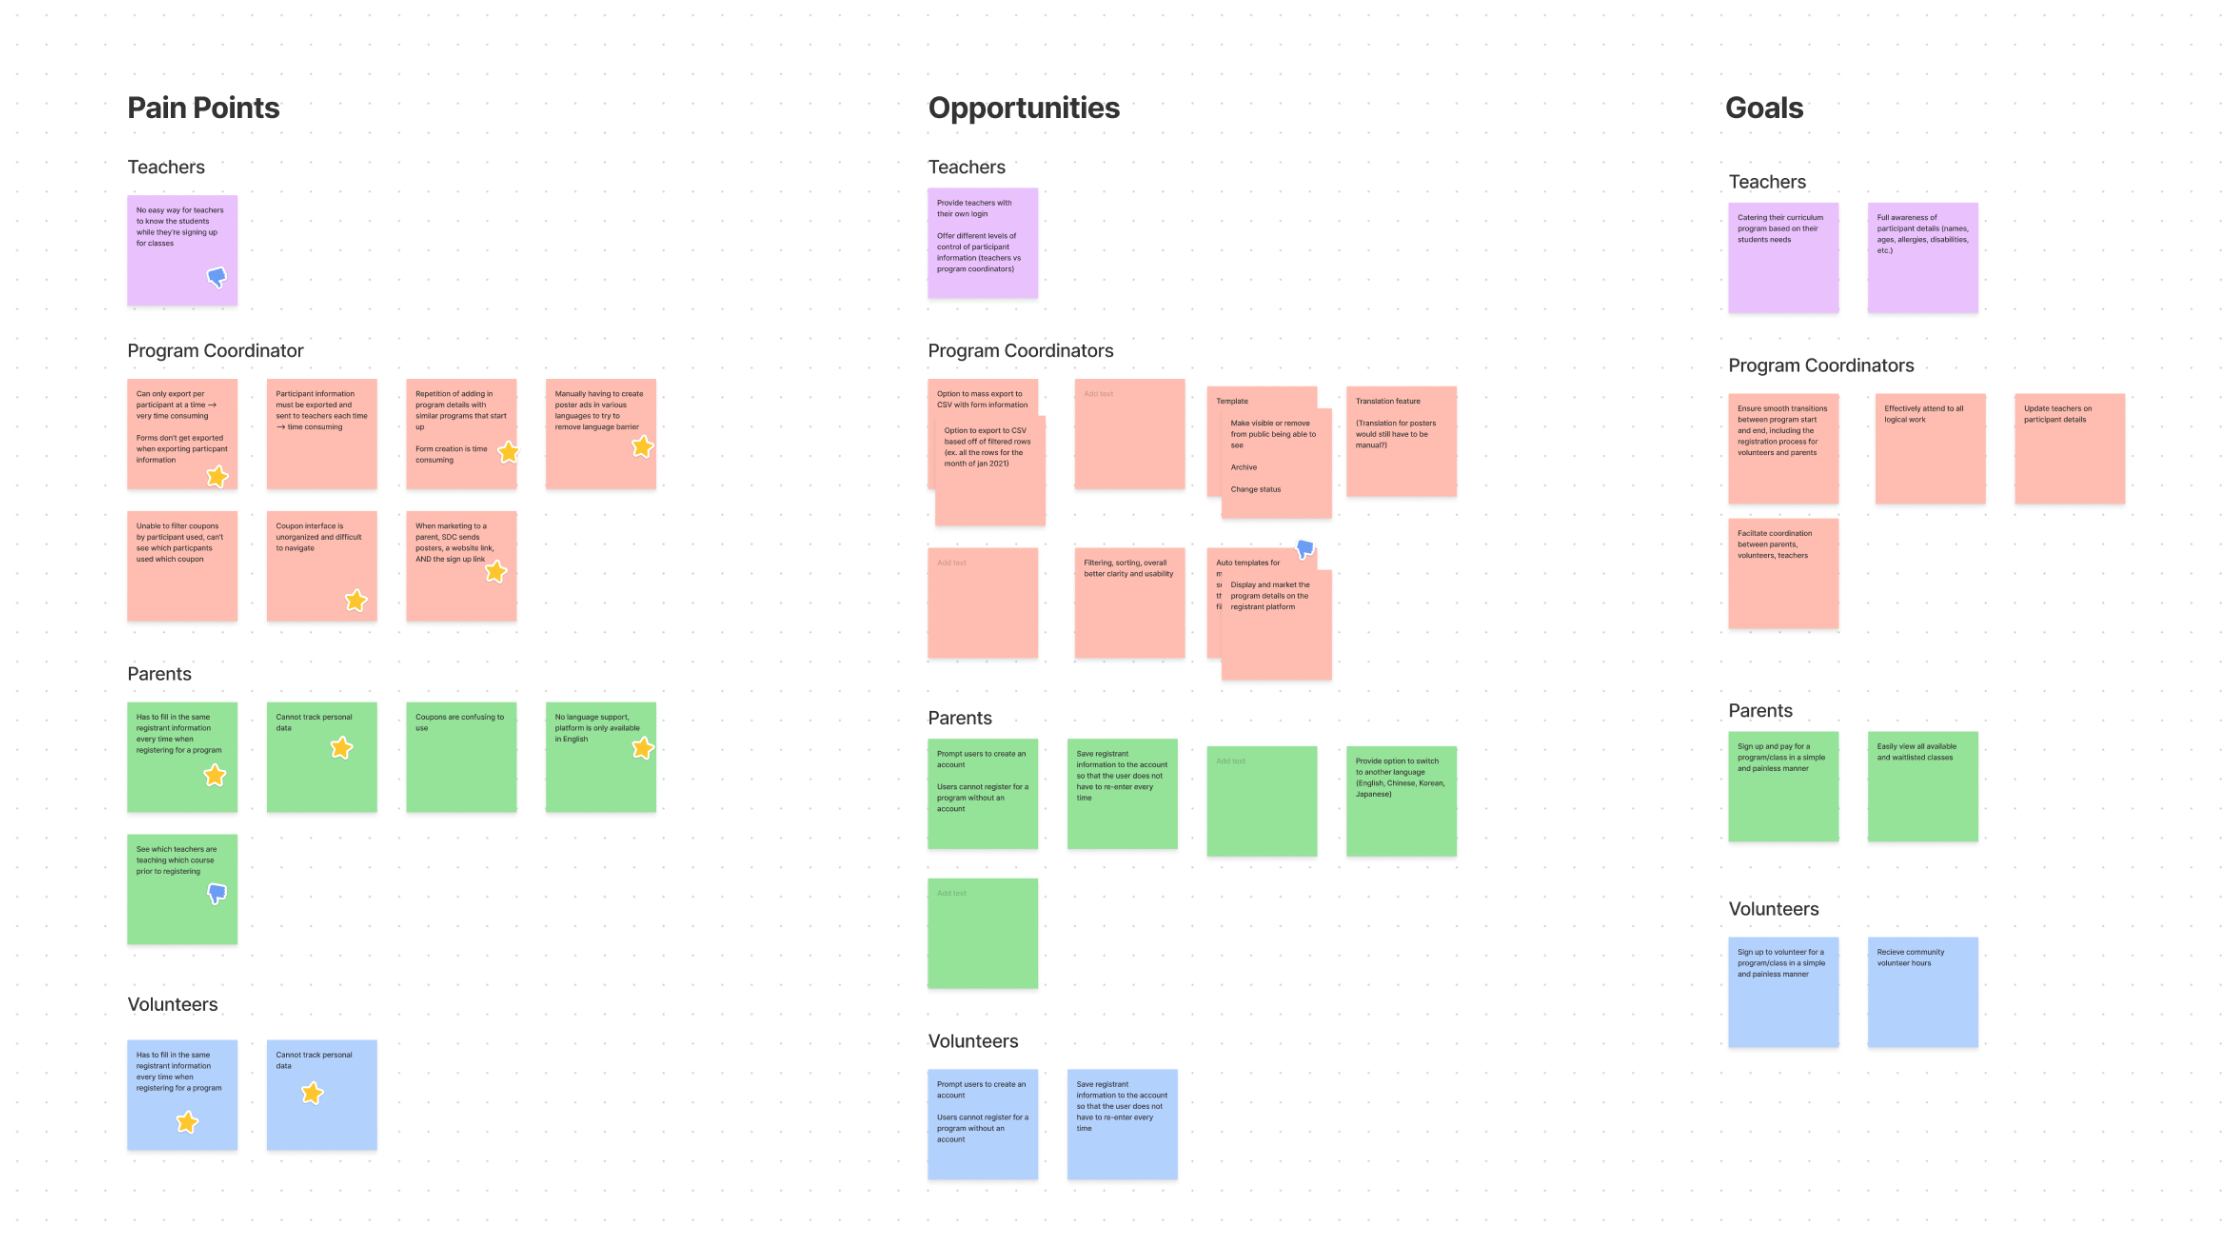 Pain Points
Teachers
No easy way for teachers
to know the students
while they're signing up
for classes
Program Coordinator
Can only export per
participant at a time →
very time consuming
Forms don't get exported
when exporting particpant
information
Participant information
must be exported and
sent to teachers each time
→ time consuming
Repetition of adding in
program details with
similar programs that start
up
Form creation is time
consuming
Manually having to create
poster ads in various
languages to try to
remove language barrier
Unable to filter coupons
by participant used, can't
see which particpants
used which coupon
Coupon interface is
unorganized and difficult
to navigate
When marketing to a
parent, SDC sends
posters, a website link,
AND the sign up link
Parents
Has to fill in the same
registrant information
every time when
registering for a program
Cannot track personal
data
Coupons are confusing to
use
No language support,
platform is only available
in English
See which teachers are
teaching which course
prior to registering
Volunteers
Has to fill in the same
registrant information
every time when
registering for a program
Cannot track personal
data
Opportunities
Teachers
Provide teachers with
their own login
Offer different levels of
control of participant
information (teachers vs
program coordinators)
Program Coordinators
Option to mass export to
CSV with form information
Option to export to CSV
based off of filtered rows
(ex. all the rows for the
month of jan 2021)
Add text
Template
Make visible or remove
from public being able to
see
Archive
Change status
Translation feature
(Translation for posters
would still have to be
manual?)
Add text
Filtering, sorting, overall
better clarity and usability
Auto templates for
Display and market the
program details on the
registrant platform
Parents
Prompt users to create an
account
Users cannot register for a
program without an
account
Save registrant
information to the account
so that the user does not
have to re-enter every
time
Add text
Provide option to switch
to another language
(English, Chinese, Korean,
Japanese)
Add text
Volunteers
Prompt users to create an
account
Users cannot register for a
program without an
account
Save registrant
information to the account
so that the user does not
have to re-enter every
time
Goals
Teachers
Catering their curriculum
program based on their
students needs
Full awareness of
participant details (names,
ages, allergies, disabilities,
etc.)
Program Coordinators
Ensure smooth transitions
between program start
and end, including the
registration process for
volunteers and parents
Effectively attend to all
logical work
Update teachers on
participant details
Faciltate coordination
between parents,
volunteers, teachers
Parents
Sign up and pay for a
program/class in a simple
and painless manner
Easily view all available
and waitlisted classes
Volunteers
Sign up to volunteer for a
program/class in a simple
and painless manner
Recieve community
volunteer hours